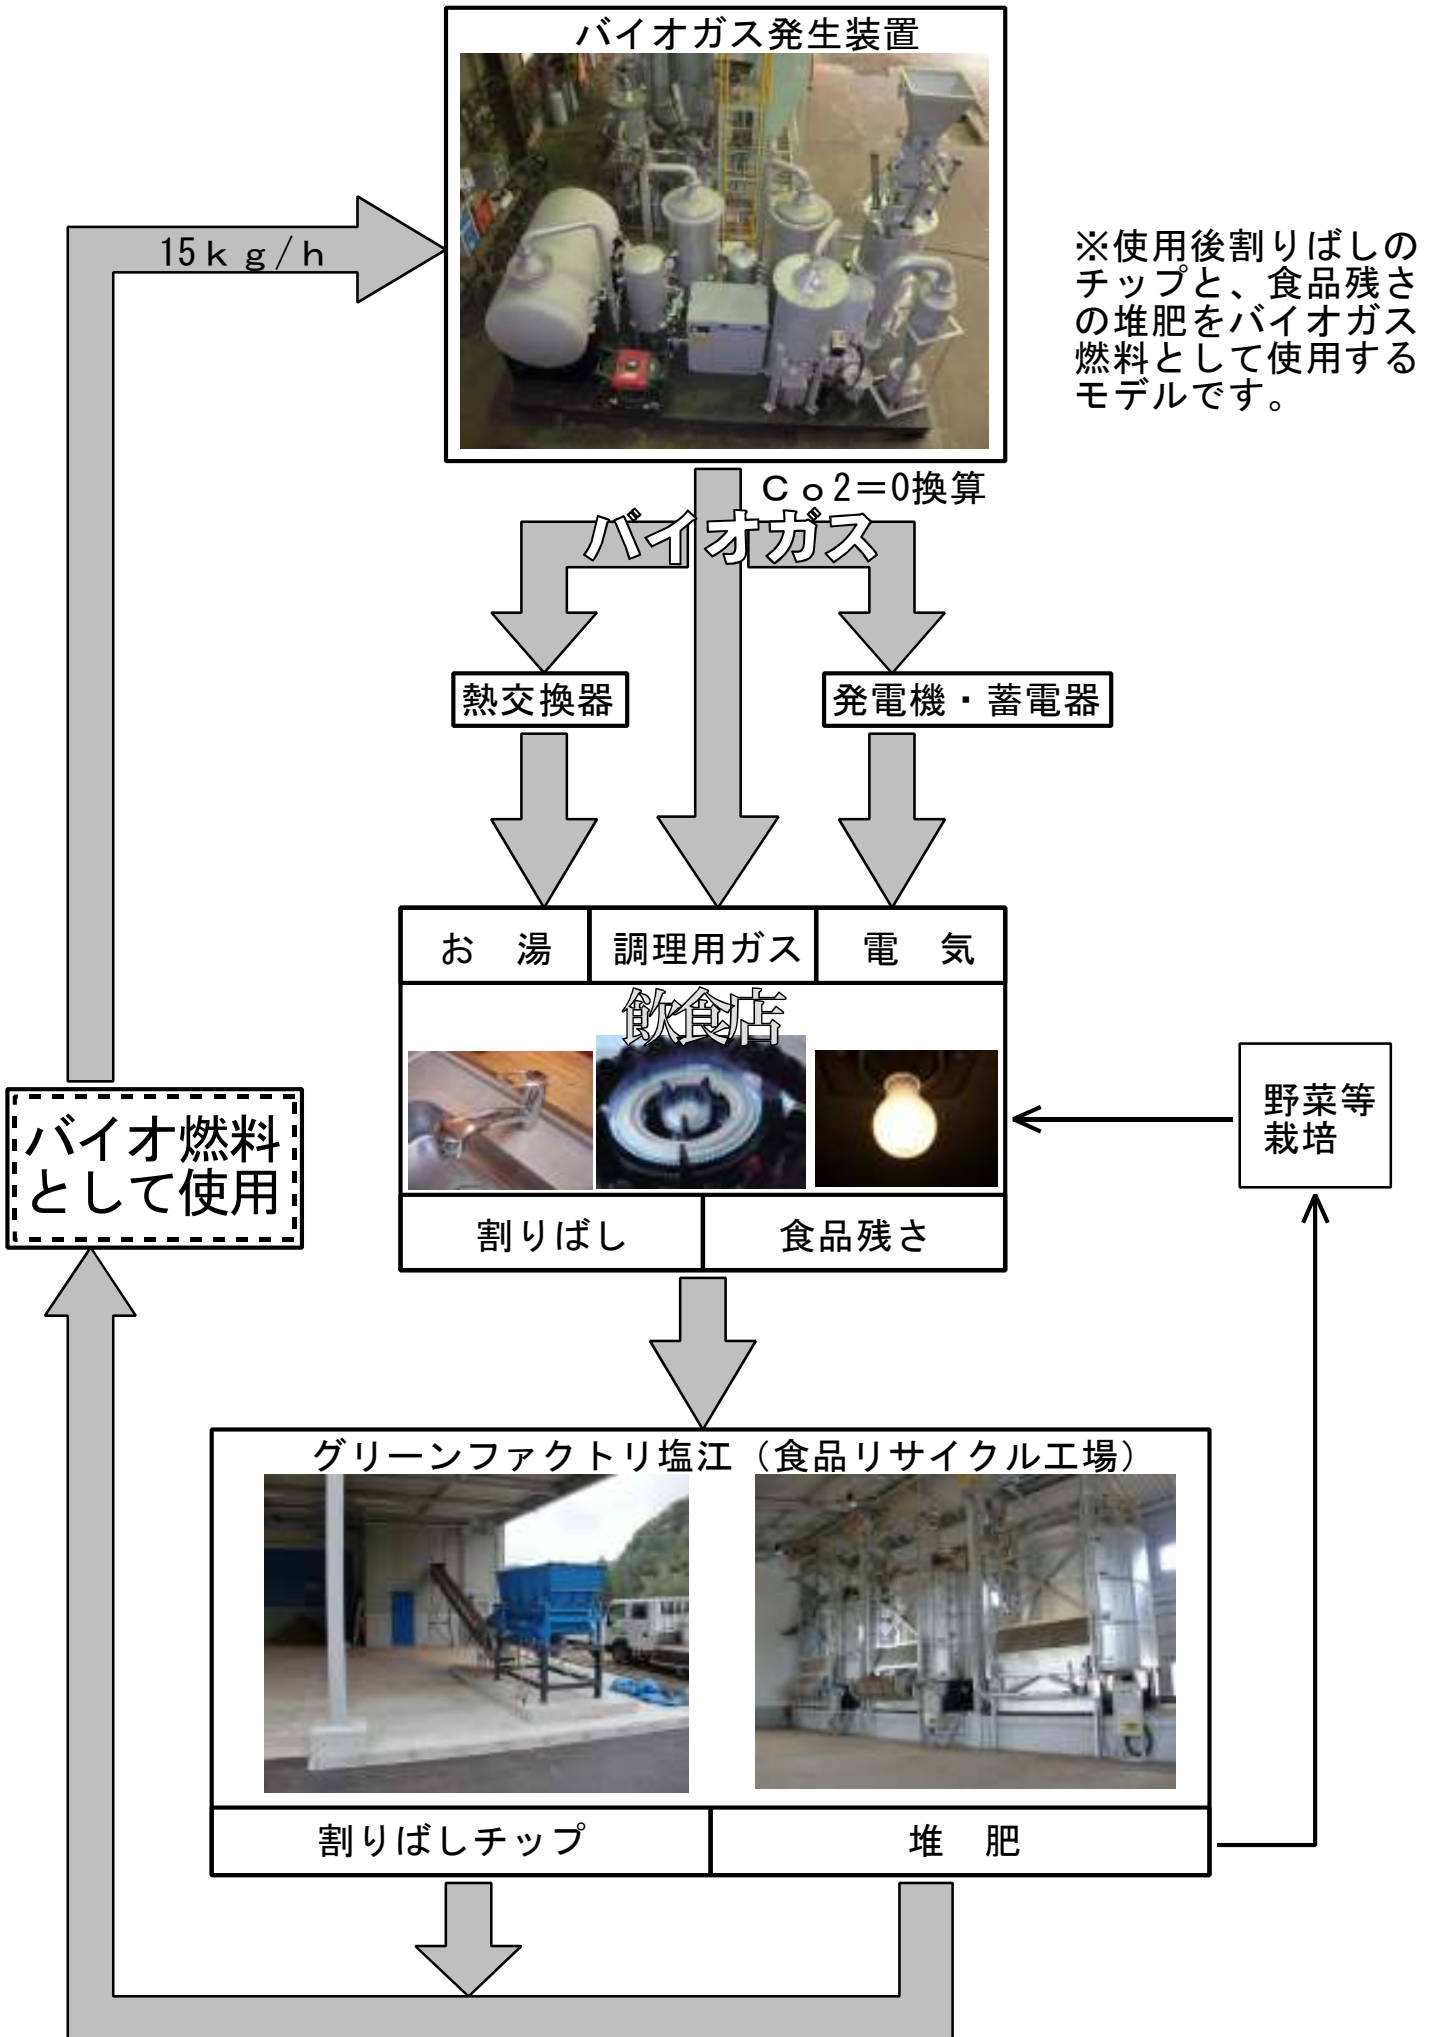 バイオガス発生装置
15kg/h
※使用後割りばしの
チップと、食品残さ
の堆肥をバイオガス
燃料として使用する
モデルです。
Co2=0換算
バイオガス
熱交換器
発電機・蓄電器
お 湯
調理用ガス
電 気
飲食店
野菜等
栽培
バイオ燃料
として使用
割りばし
食品残さ
グリーンファクトリ塩江(食品リサイクル工場)
割りばしチップ
堆 肥